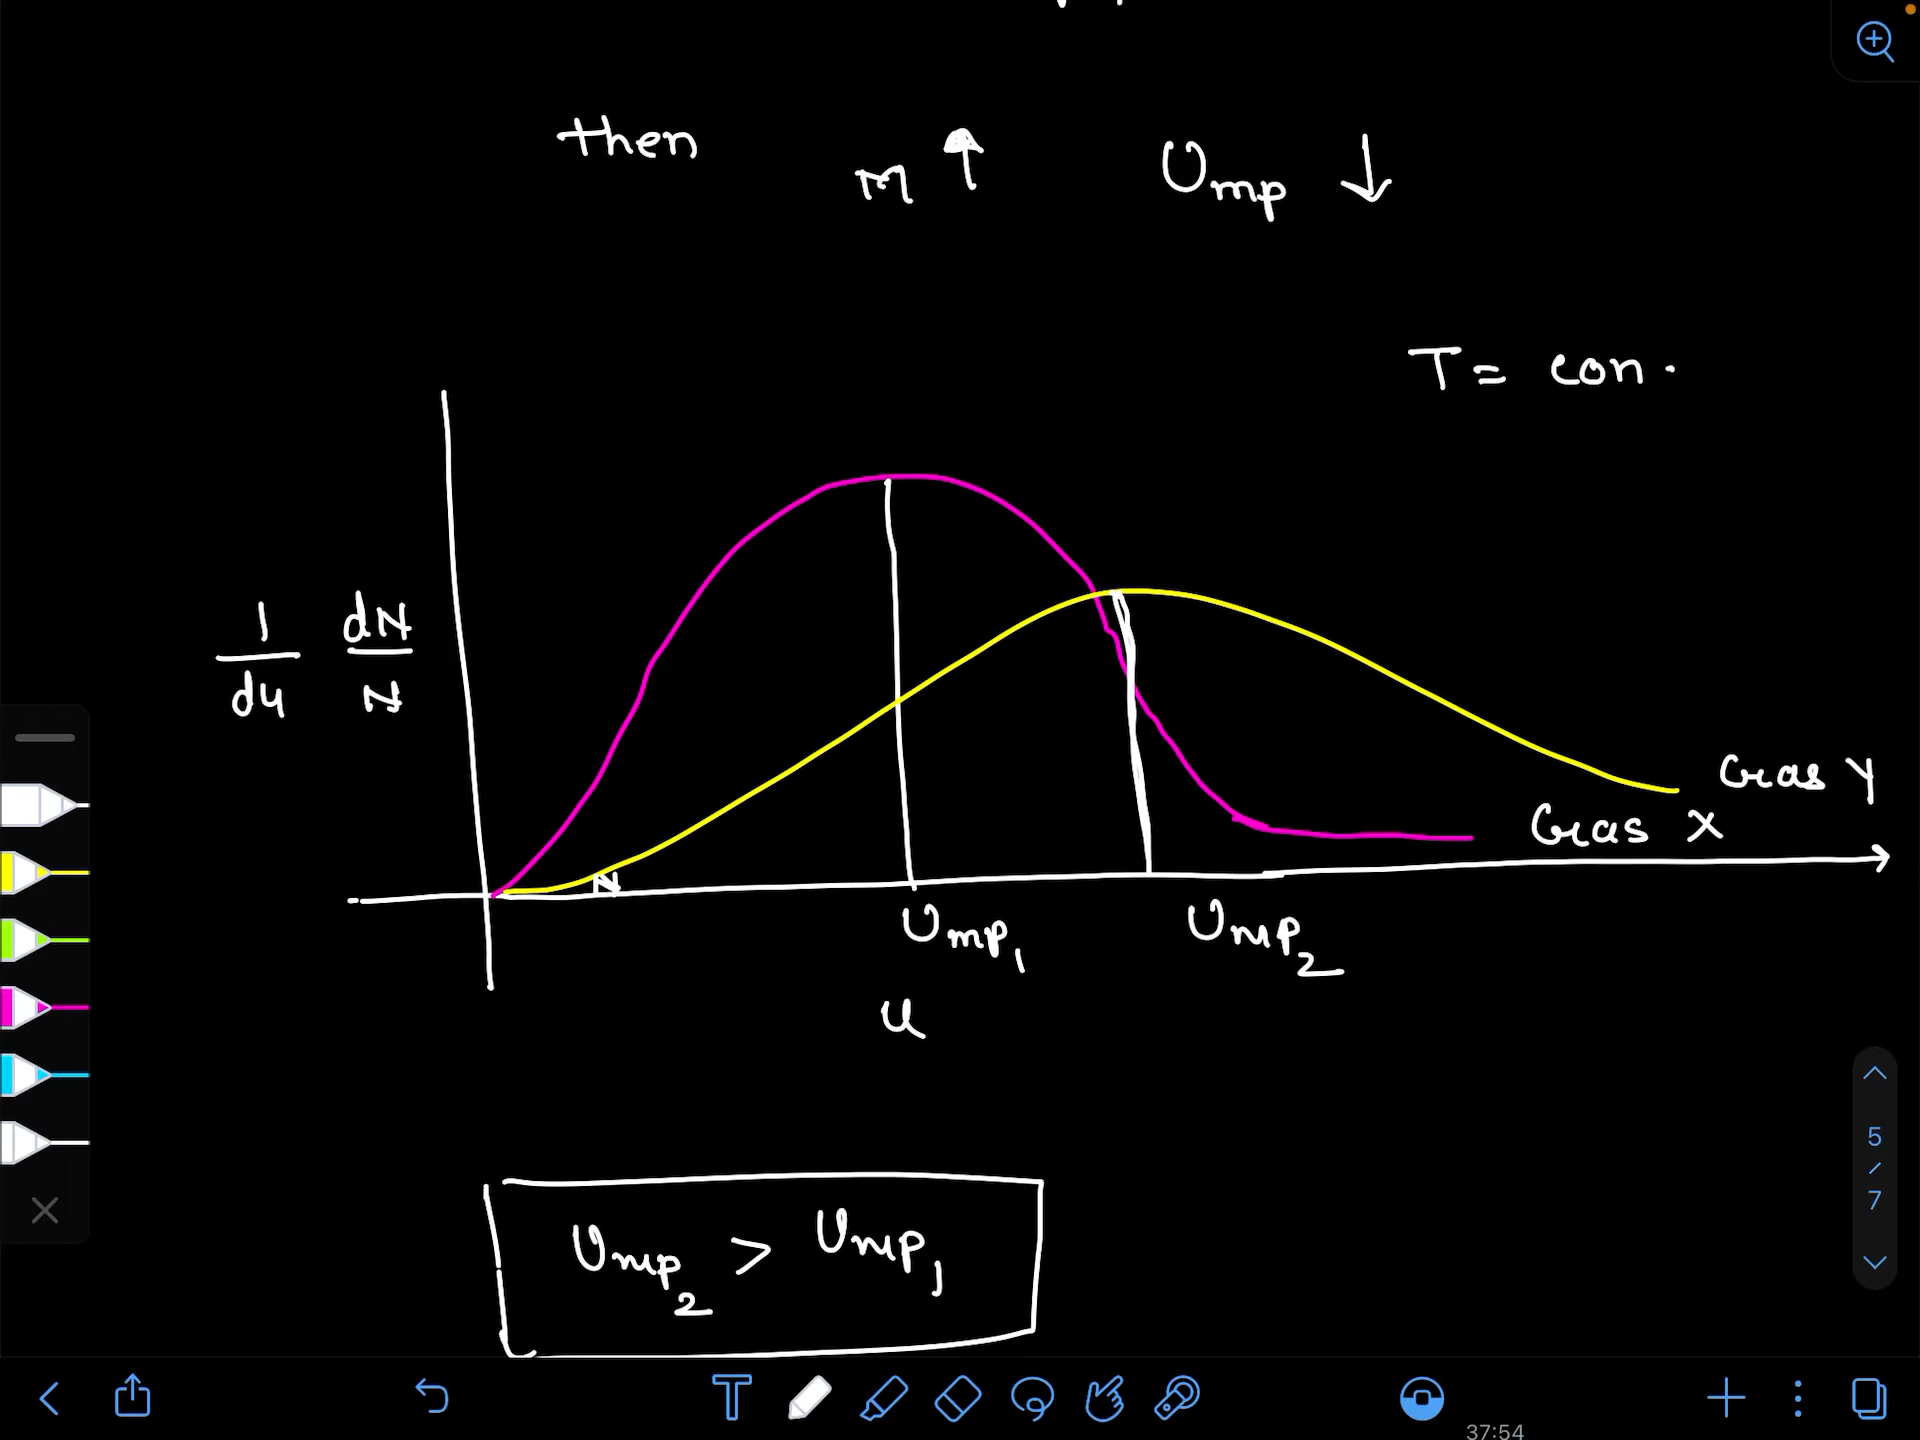 then M ↑ Ump ↓
T = con.
1/du dN/N
Gas Y
Gas X
N
Ump1 Ump2
u
Ump2 > Ump1
5
/
7
37:54